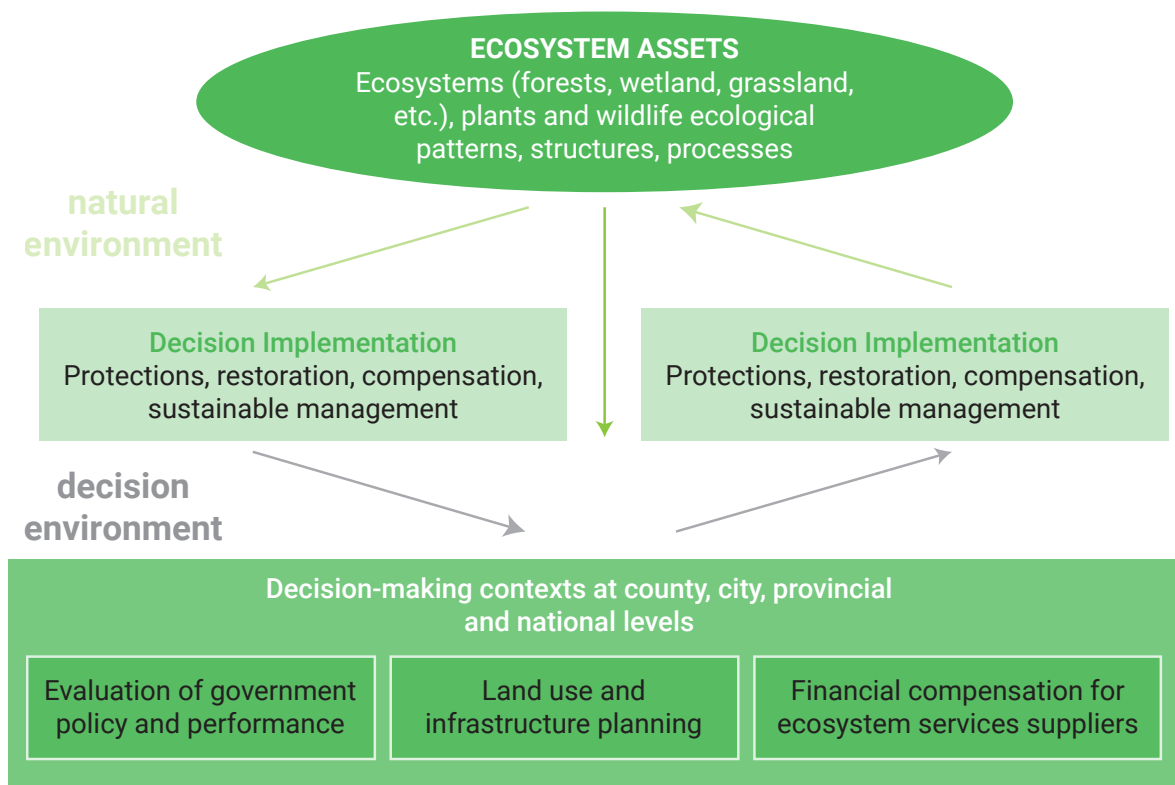 ECOSYSTEM ASSETS
Ecosystems (forests, wetland, grassland,
etc.), plants and wildlife ecological
patterns, structures, processes
natural
environment
Decision Implementation
Protections, restoration, compensation,
sustainable management
Decision Implementation
Protections, restoration, compensation,
sustainable management
decision
environment
Decision-making contexts at county, city, provincial
and national levels
Evaluation of government
policy and performance
Land use and
infrastructure planning
Financial compensation for
ecosystem services suppliers